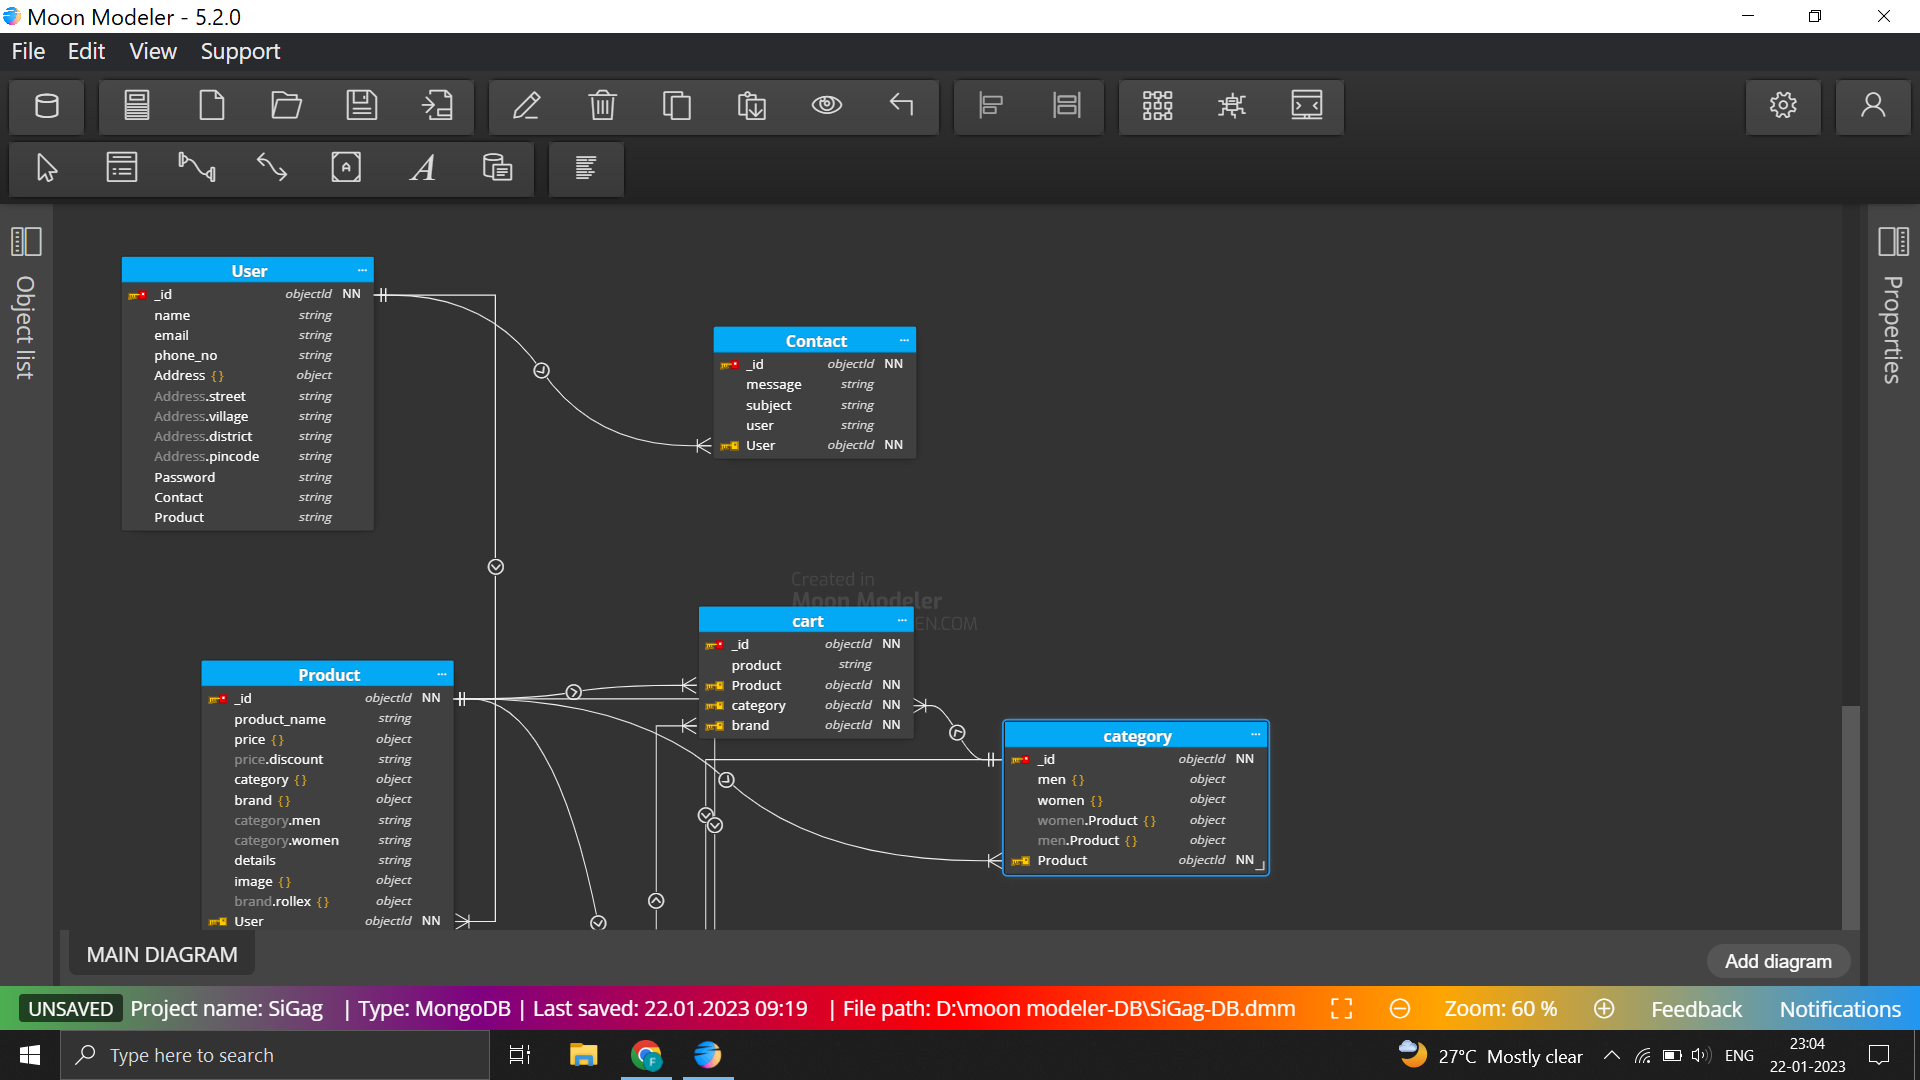 Moon Modeler - 5.2.0
File Edit View Support
Object list
Properties
User ...
_id objectId NN
name string
email string
phone_no string
Address {} object
Address.street string
Address.village string
Address.district string
Address.pincode string
Password string
Contact string
Product string
Contact ...
_id objectId NN
message string
subject string
user string
User objectId NN
Created in
Moon Modeler
EN.COM
cart ...
_id objectId NN
product string
Product objectId NN
category objectId NN
brand objectId NN
Product ...
_id objectId NN
product_name string
price {} object
price.discount string
category {} object
brand {} object
category.men string
category.women string
details string
image {} object
brand.rollex {} object
User objectId NN
category ...
_id objectId NN
men {} object
women {} object
women.Product {} object
men.Product {} object
Product objectId NN
MAIN DIAGRAM
Add diagram
UNSAVED Project name: SiGag | Type: MongoDB | Last saved: 22.01.2023 09:19 | File path: D:\moon modeler-DB\SiGag-DB.dmm Zoom: 60 % Feedback Notifications
Type here to search
27°C Mostly clear ENG
23:04
22-01-2023